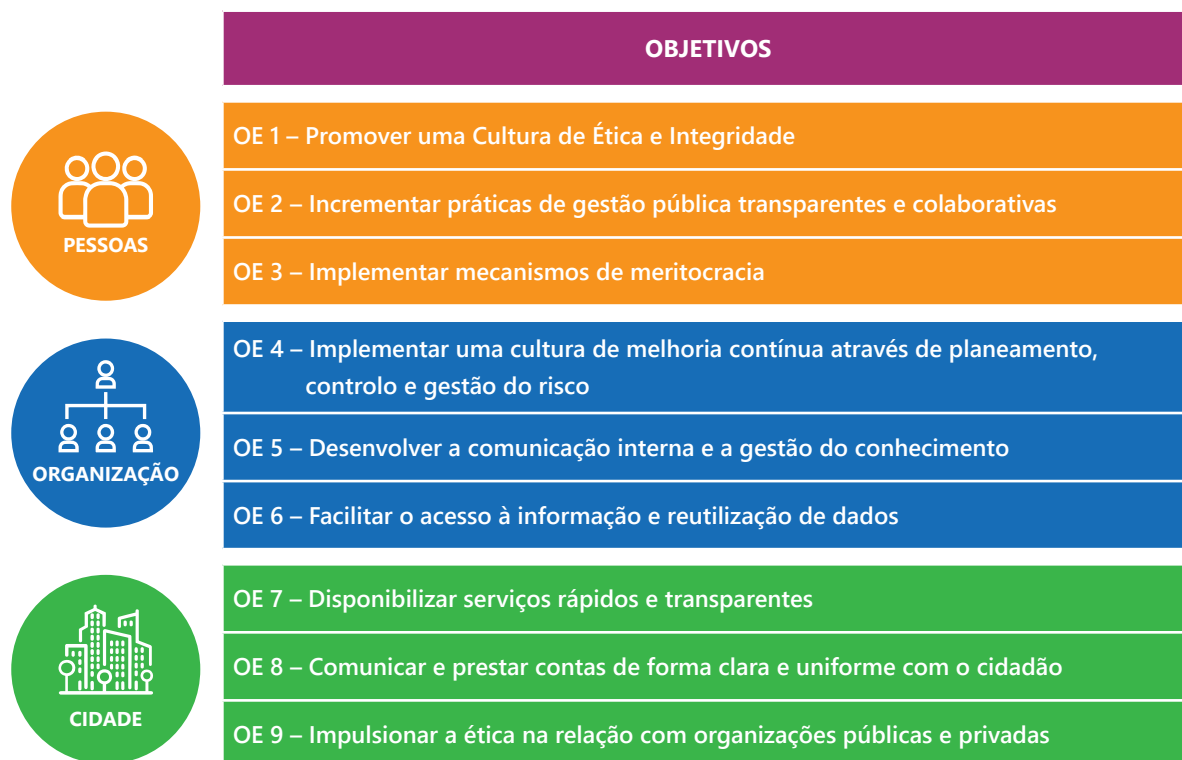 OBJETIVOS
PESSOAS
OE 1 – Promover uma Cultura de Ética e Integridade
OE 2 – Incrementar práticas de gestão pública transparentes e colaborativas
OE 3 – Implementar mecanismos de meritocracia
ORGANIZAÇÃO
OE 4 – Implementar uma cultura de melhoria contínua através de planeamento,
controlo e gestão do risco
OE 5 – Desenvolver a comunicação interna e a gestão do conhecimento
OE 6 – Facilitar o acesso à informação e reutilização de dados
CIDADE
OE 7 – Disponibilizar serviços rápidos e transparentes
OE 8 – Comunicar e prestar contas de forma clara e uniforme com o cidadão
OE 9 – Impulsionar a ética na relação com organizações públicas e privadas